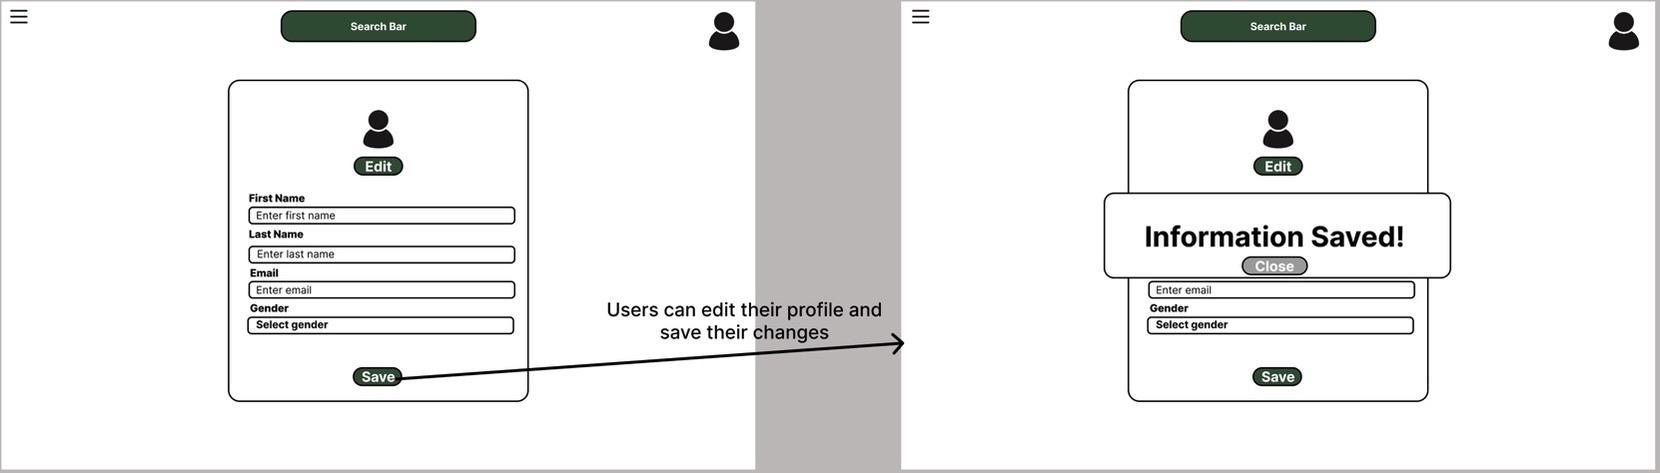 Search Bar
Edit
First Name
Enter first name
Last Name
Enter last name
Email
Enter email
Gender
Select gender
Save
Users can edit their profile and
save their changes
Search Bar
Edit
Information Saved!
Close
Enter email
Gender
Select gender
Save